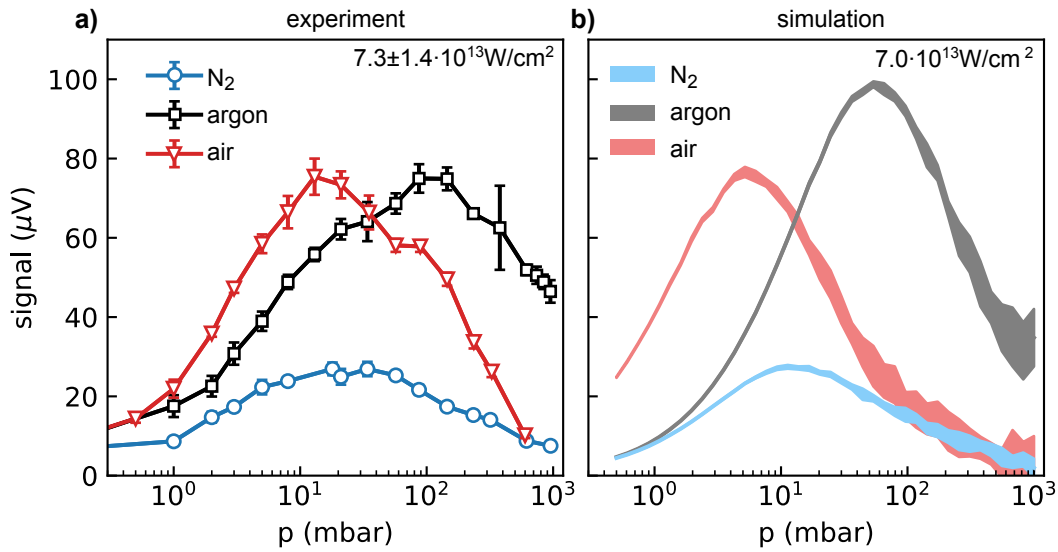 a) experiment
7.3±1.4·10¹³W/cm²
N₂
argon
air
signal (μV)
100
80
60
40
20
0
10⁰ 10¹ 10² 10³
p (mbar)
b) simulation
7.0·10¹³W/cm²
N₂
argon
air
10⁰ 10¹ 10² 10³
p (mbar)